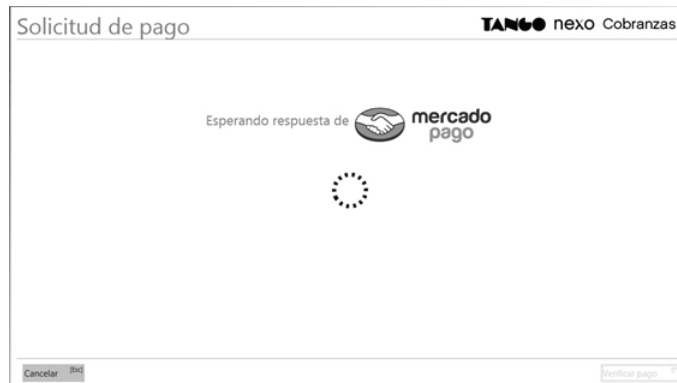 Solicitud de pago
TANGO nexo Cobranzas
Esperando respuesta de mercado pago
Cancelar [Esc]
Verificar pago